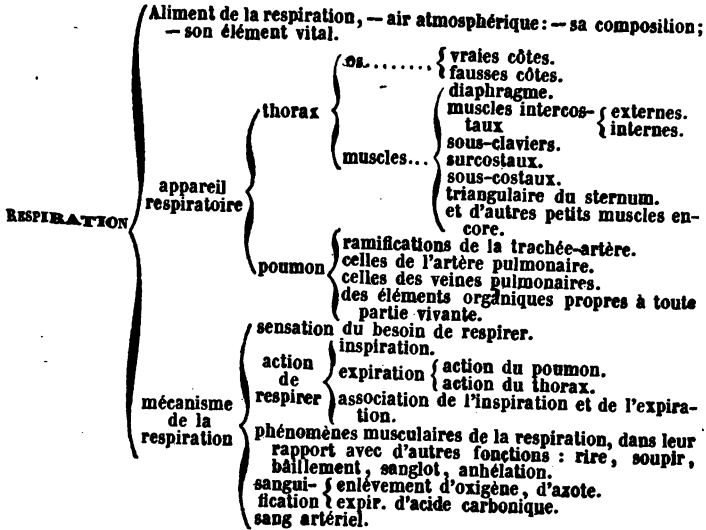 Aliment de la respiration, — air atmosphérique: — sa composition;
— son élément vital.
RESPIRATION
appareil
respiratoire
thorax
os........
vraies côtes.
fausses côtes.
muscles...
diaphragme.
muscles intercos-
taux
externes.
internes.
sous-claviers.
surcostaux.
sous-costaux.
triangulaire du sternum.
et d'autres petits muscles en-
core.
poumon
ramifications de la trachée-artère.
celles de l'artère pulmonaire.
celles des veines pulmonaires.
des éléments organiques propres à toute
partie vivante.
mécanisme
de la
respiration
sensation du besoin de respirer.
action
de
respirer
inspiration.
expiration
action du poumon.
action du thorax.
association de l'inspiration et de l'expira-
tion.
phénomènes musculaires de la respiration, dans leur
rapport avec d'autres fonctions : rire, soupir,
bâillement, sanglot, anhélation.
sangui-
fication
enlèvement d'oxigène, d'azote.
expir. d'acide carbonique.
sang artériel.